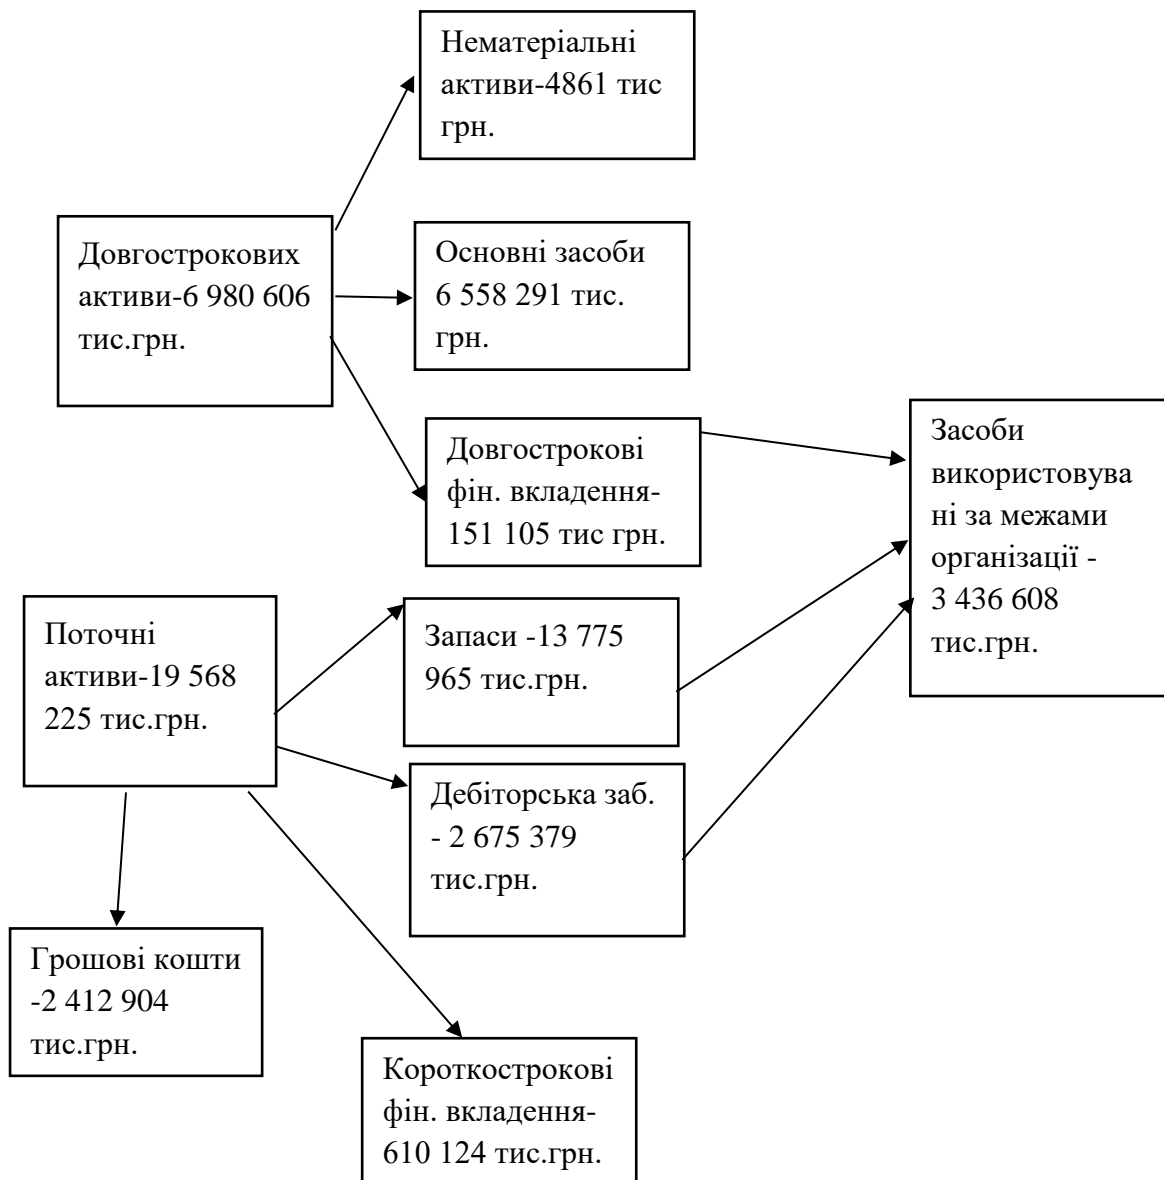 Нематеріальні
активи-4861 тис
грн.
Довгострокових
активи-6 980 606
тис.грн.
Основні засоби
6 558 291 тис.
грн.
Довгострокові
фін. вкладення-
151 105 тис грн.
Засоби
використовува
ні за межами
організації -
3 436 608
тис.грн.
Поточні
активи-19 568
225 тис.грн.
Запаси -13 775
965 тис.грн.
Дебіторська заб.
- 2 675 379
тис.грн.
Грошові кошти
-2 412 904
тис.грн.
Короткострокові
фін. вкладення-
610 124 тис.грн.